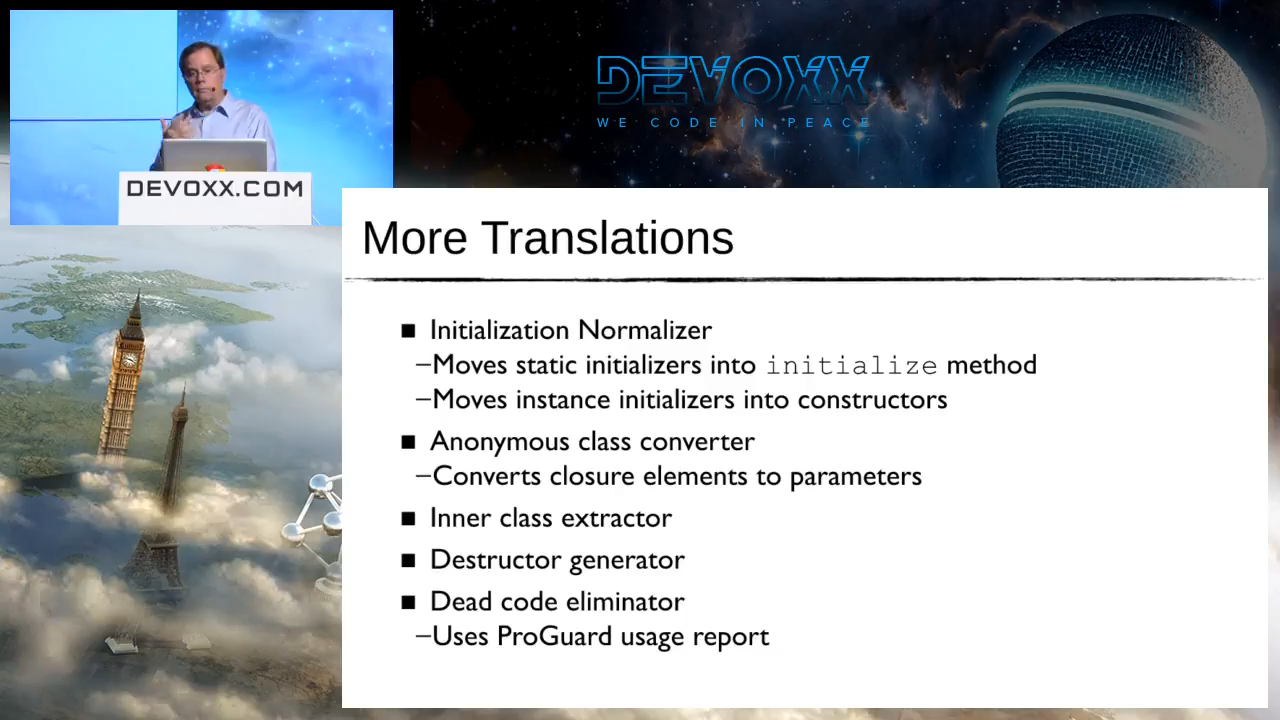 DEVOXX
WE CODE IN PEACE
DEVOXX.COM
More Translations
■ Initialization Normalizer
–Moves static initializers into initialize method
–Moves instance initializers into constructors
■ Anonymous class converter
–Converts closure elements to parameters
■ Inner class extractor
■ Destructor generator
■ Dead code eliminator
–Uses ProGuard usage report